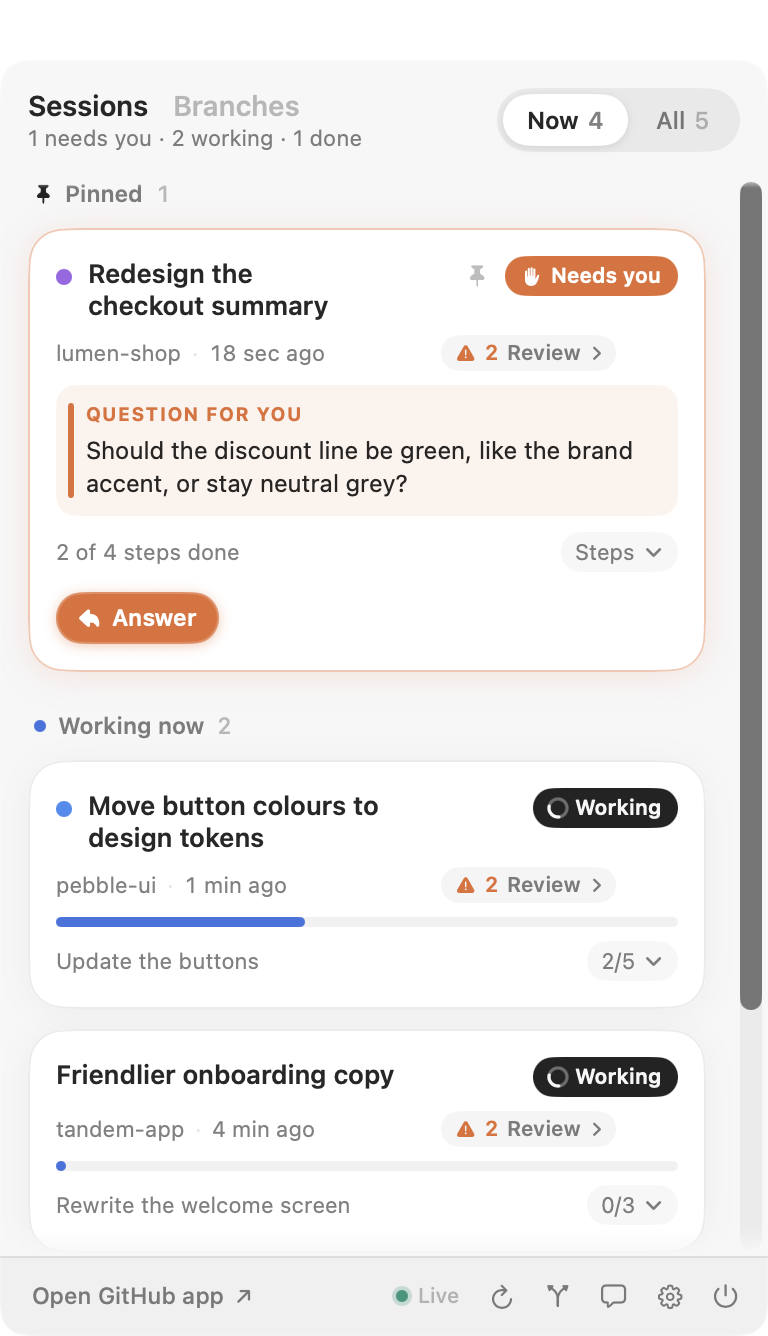 Sessions Branches
1 needs you · 2 working · 1 done
Now 4 All 5
Pinned 1
Redesign the
checkout summary
Needs you
lumen-shop · 18 sec ago
2 Review
QUESTION FOR YOU
Should the discount line be green, like the brand
accent, or stay neutral grey?
2 of 4 steps done
Steps
Answer
Working now 2
Move button colours to
design tokens
Working
pebble-ui · 1 min ago
2 Review
Update the buttons
2/5
Friendlier onboarding copy
Working
tandem-app · 4 min ago
2 Review
Rewrite the welcome screen
0/3
Open GitHub app
Live